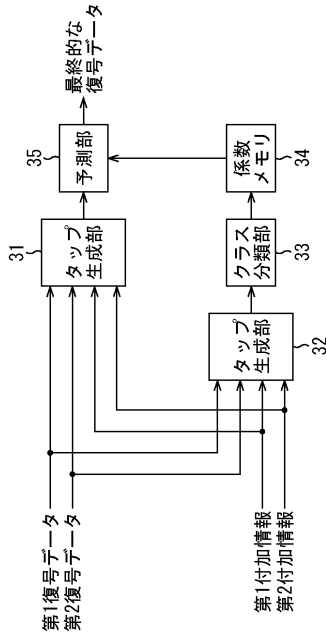 第1復号データ
第2復号データ
第1付加情報
第2付加情報
31
タップ
生成部
32
タップ
生成部
33
クラス
分類部
34
係数
メモリ
35
予測部
最終的な
復号データ